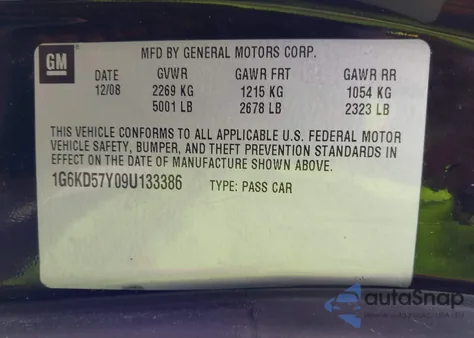 GM
MFD BY GENERAL MOTORS CORP.
DATE GVWR GAWR FRT GAWR RR
12/08 2269 KG 1215 KG 1054 KG
5001 LB 2678 LB 2323 LB
THIS VEHICLE CONFORMS TO ALL APPLICABLE U.S. FEDERAL MOTOR
VEHICLE SAFETY, BUMPER, AND THEFT PREVENTION STANDARDS IN
EFFECT ON THE DATE OF MANUFACTURE SHOWN ABOVE.
1G6KD57Y09U133386 TYPE: PASS CAR
autoSnap